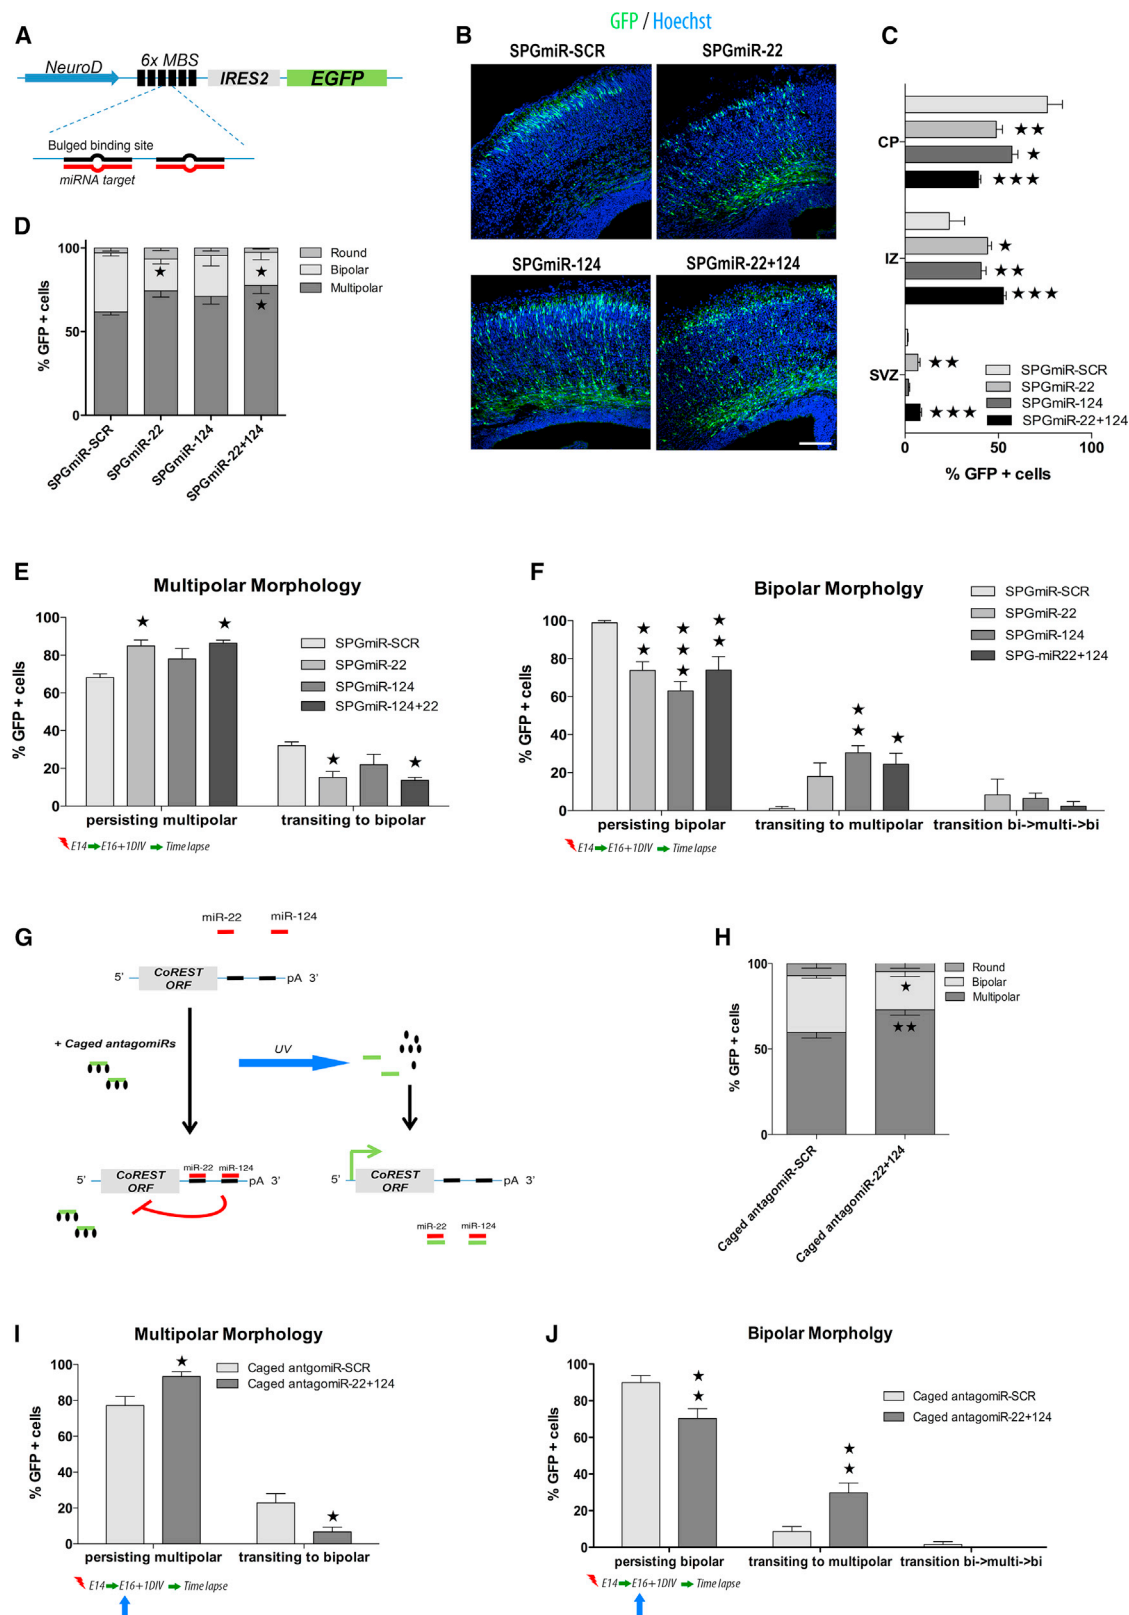 A
NeuroD
6x MBS
IRES2
EGFP
Bulged binding site
miRNA target
B
GFP / Hoechst
SPGmiR-SCR
SPGmiR-22
SPGmiR-124
SPGmiR-22+124
C
CP
IZ
SVZ
SPGmiR-SCR
SPGmiR-22
SPGmiR-124
SPGmiR-22+124
0
50
100
% GFP + cells
D
100
50
0
% GFP + cells
Round
Bipolar
Multipolar
SPGmiR-SCR
SPGmiR-22
SPGmiR-124
SPGmiR-22+124
E
Multipolar Morphology
100
80
60
40
20
0
% GFP + cells
SPGmiR-SCR
SPGmiR-22
SPGmiR-124
SPGmiR-124+22
persisting multipolar
transiting to bipolar
E14 E16+1DIV Time lapse
F
Bipolar Morpholgy
100
80
60
40
20
0
% GFP + cells
SPGmiR-SCR
SPGmiR-22
SPGmiR-124
SPG-miR22+124
persisting bipolar
transiting to multipolar
transition bi->multi->bi
E14 E16+1DIV Time lapse
G
miR-22
miR-124
5'
CoREST
ORF
pA 3'
+ Caged antagomiRs
UV
miR-22
miR-124
5'
CoREST
ORF
pA 3'
5'
CoREST
ORF
pA 3'
miR-22
miR-124
H
100
50
0
% GFP + cells
Round
Bipolar
Multipolar
Caged antagomiR-SCR
Caged antagomiR-22+124
I
Multipolar Morphology
100
80
60
40
20
0
% GFP + cells
Caged antgomiR-SCR
Caged antagomiR-22+124
persisting multipolar
transiting to bipolar
E14 E16+1DIV Time lapse
J
Bipolar Morpholgy
100
80
60
40
20
0
% GFP + cells
Caged antagomiR-SCR
Caged antagomiR-22+124
persisting bipolar
transiting to multipolar
transition bi->multi->bi
E14 E16+1DIV Time lapse